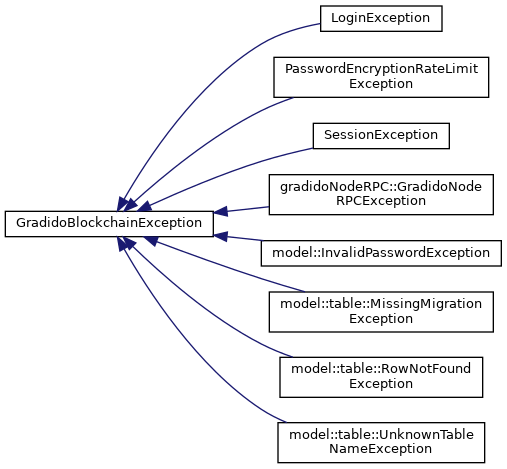 LoginException
PasswordEncryptionRateLimit
Exception
SessionException
gradidoNodeRPC::GradidoNode
RPCException
GradidoBlockchainException
model::InvalidPasswordException
model::table::MissingMigration
Exception
model::table::RowNotFound
Exception
model::table::UnknownTable
NameException